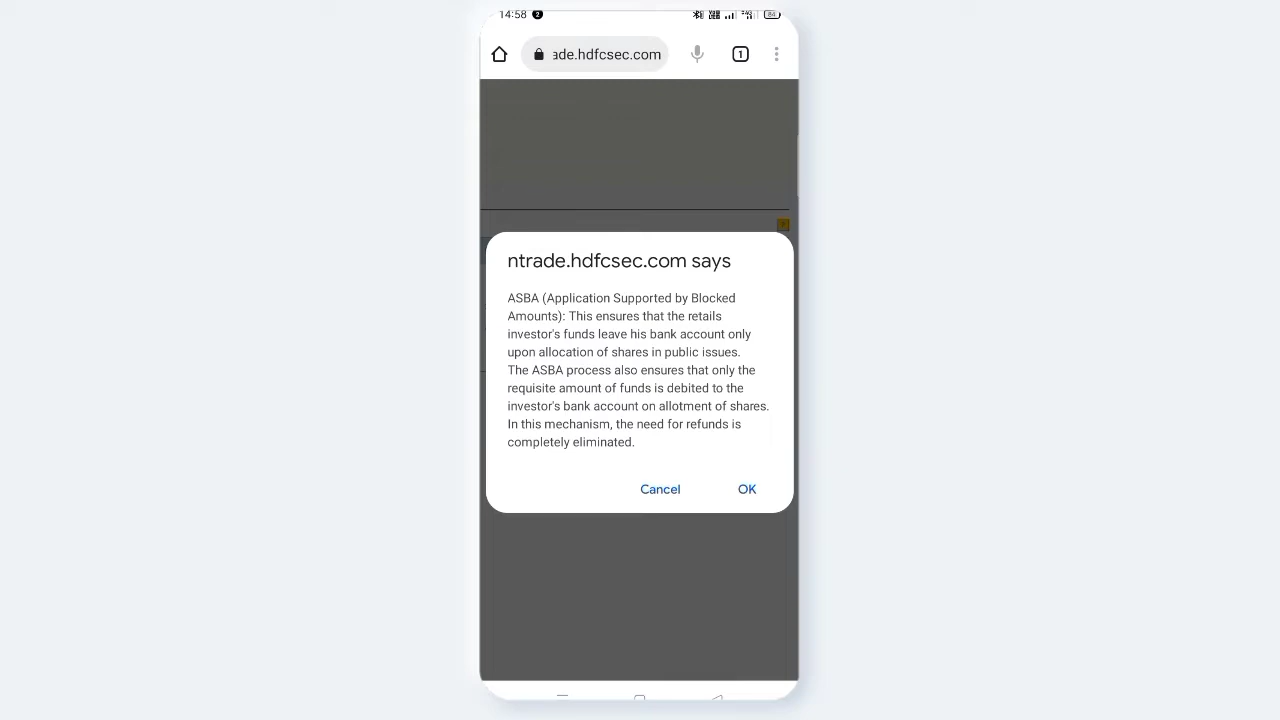 14:58 2 84
ade.hdfcsec.com 1
ntrade.hdfcsec.com says
ASBA (Application Supported by Blocked
Amounts): This ensures that the retails
investor's funds leave his bank account only
upon allocation of shares in public issues.
The ASBA process also ensures that only the
requisite amount of funds is debited to the
investor's bank account on allotment of shares.
In this mechanism, the need for refunds is
completely eliminated.
Cancel OK